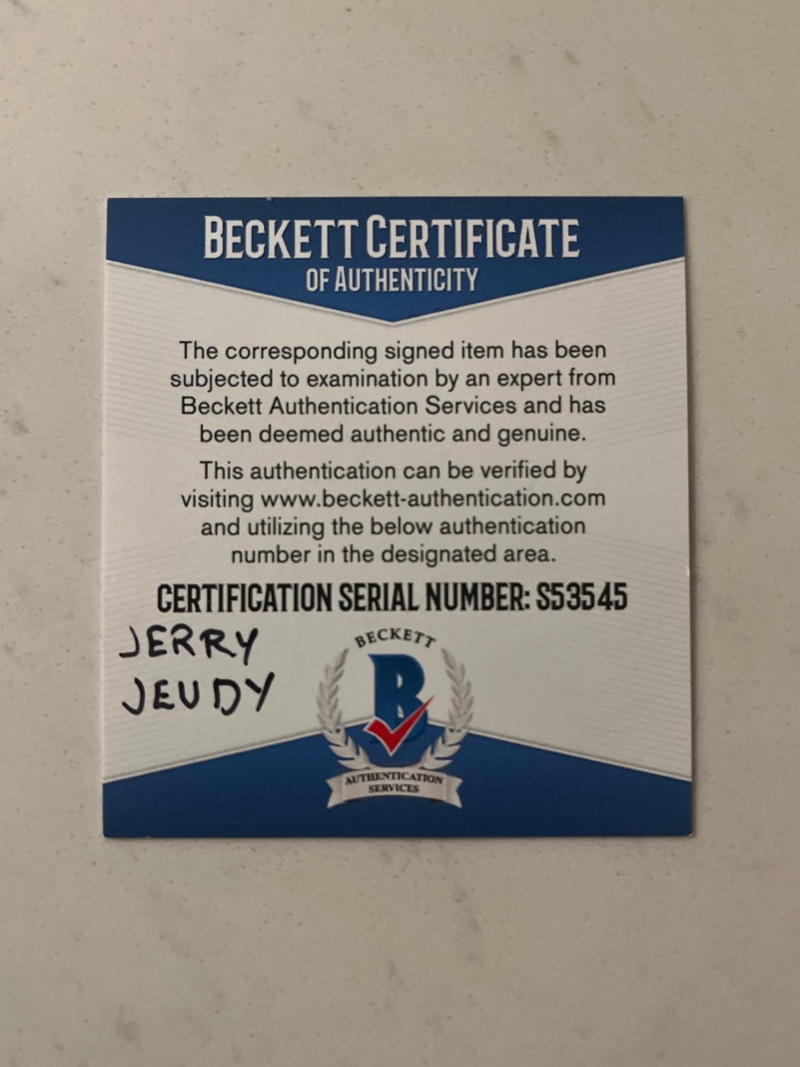 BECKETT CERTIFICATE
OF AUTHENTICITY
The corresponding signed item has been
subjected to examination by an expert from
Beckett Authentication Services and has
been deemed authentic and genuine.
This authentication can be verified by
visiting www.beckett-authentication.com
and utilizing the below authentication
number in the designated area.
CERTIFICATION SERIAL NUMBER: S53545
JERRY
JEUDY
BECKETT
B
AUTHENTICATION
SERVICES